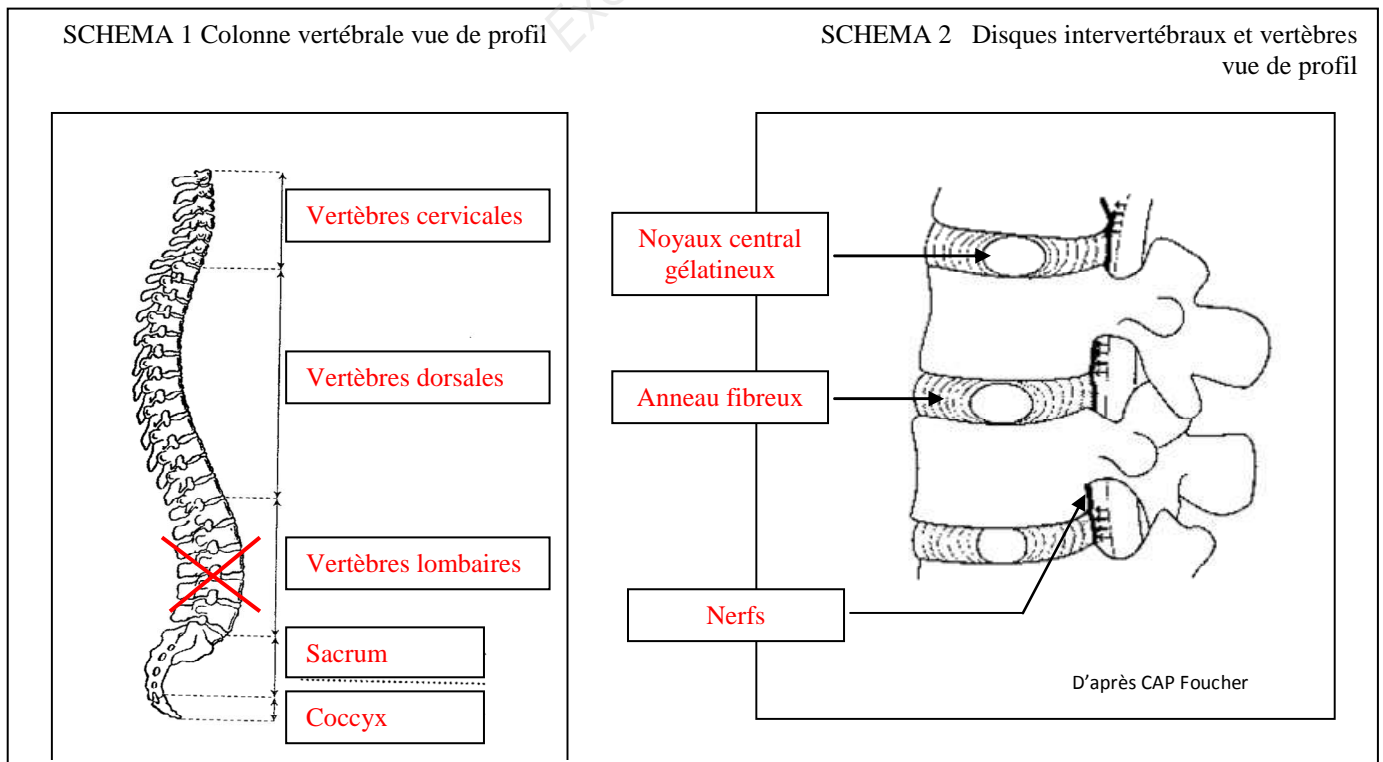 SCHEMA 1 Colonne vertébrale vue de profil
SCHEMA 2 Disques intervertébraux et vertèbres
vue de profil
Vertèbres cervicales
Vertèbres dorsales
Vertèbres lombaires
Sacrum
Coccyx
Noyaux central
gélatineux
Anneau fibreux
Nerfs
D'après CAP Foucher